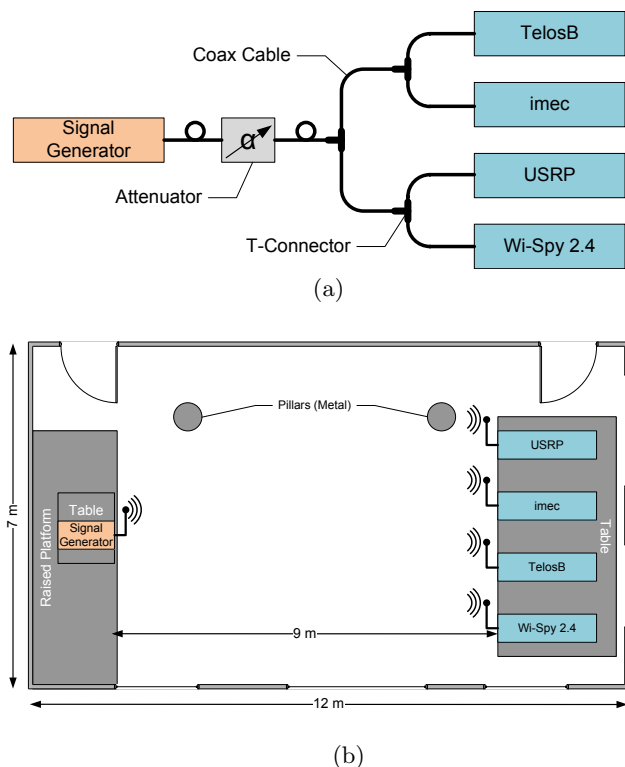 TelosB
Coax Cable
imec
Signal
Generator
α
Attenuator
USRP
T-Connector
Wi-Spy 2.4
(a)
Pillars (Metal)
USRP
7 m
Raised Platform
Table
Signal
Generator
imec
Table
TelosB
Wi-Spy 2.4
9 m
12 m
(b)